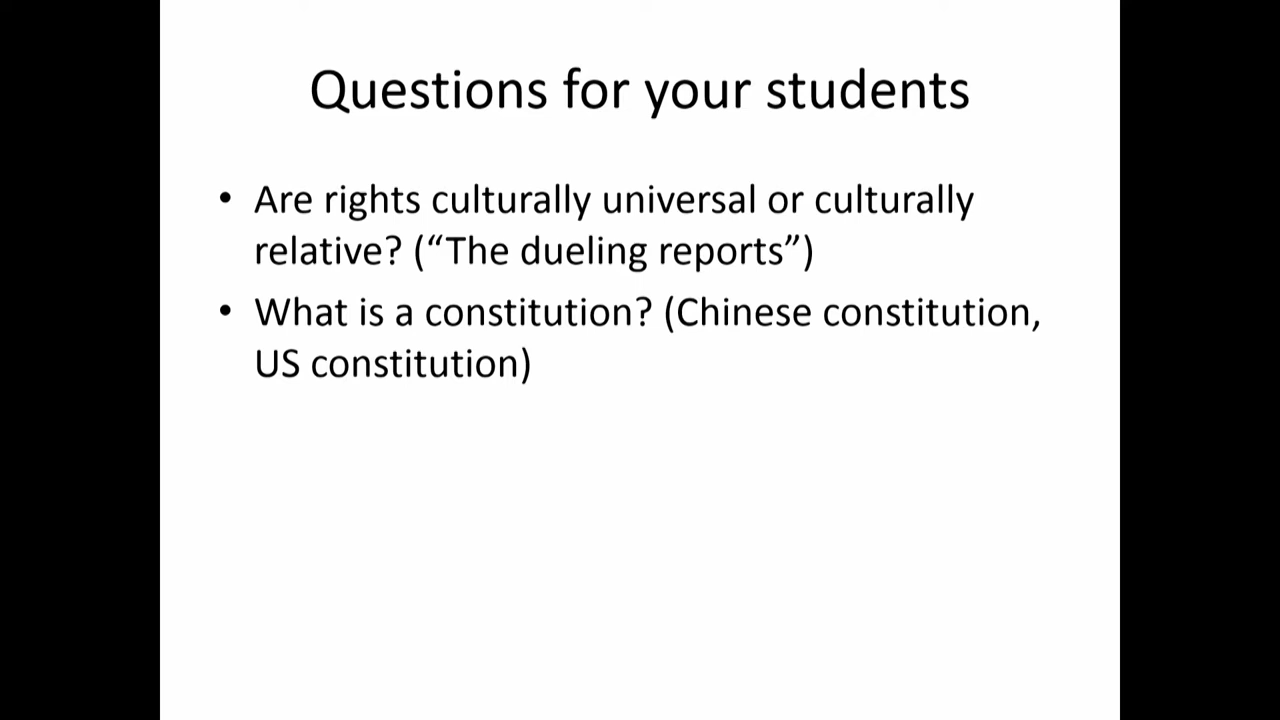 Questions for your students
• Are rights culturally universal or culturally
relative? (“The dueling reports”)
• What is a constitution? (Chinese constitution,
US constitution)